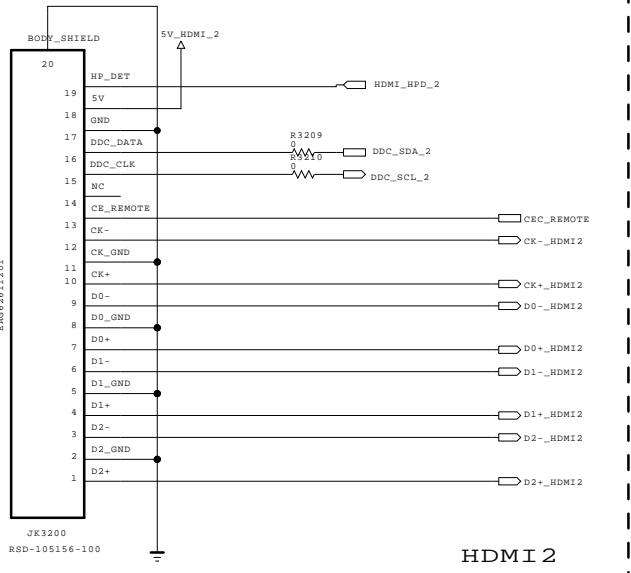 BODY_SHIELD
5V_HDMI_2
20
HP_DET
HDMI_HPD_2
19
5V
18
GND
R3209
17
DDC_DATA
0
DDC_SDA_2
R3210
16
DDC_CLK
0
DDC_SCL_2
15
NC
14
CE_REMOTE
CEC_REMOTE
13
CK-
CK-_HDMI2
12
CK_GND
11
10
CK+
CK+_HDMI2
D0-
D0-_HDMI2
9
D0_GND
8
D0+
D0+_HDMI2
7
D1-
D1-_HDMI2
6
D1_GND
5
D1+
D1+_HDMI2
4
D2-
D2-_HDMI2
3
D2_GND
2
D2+
D2+_HDMI2
1
JK3200
RSD-105156-100
HDMI2